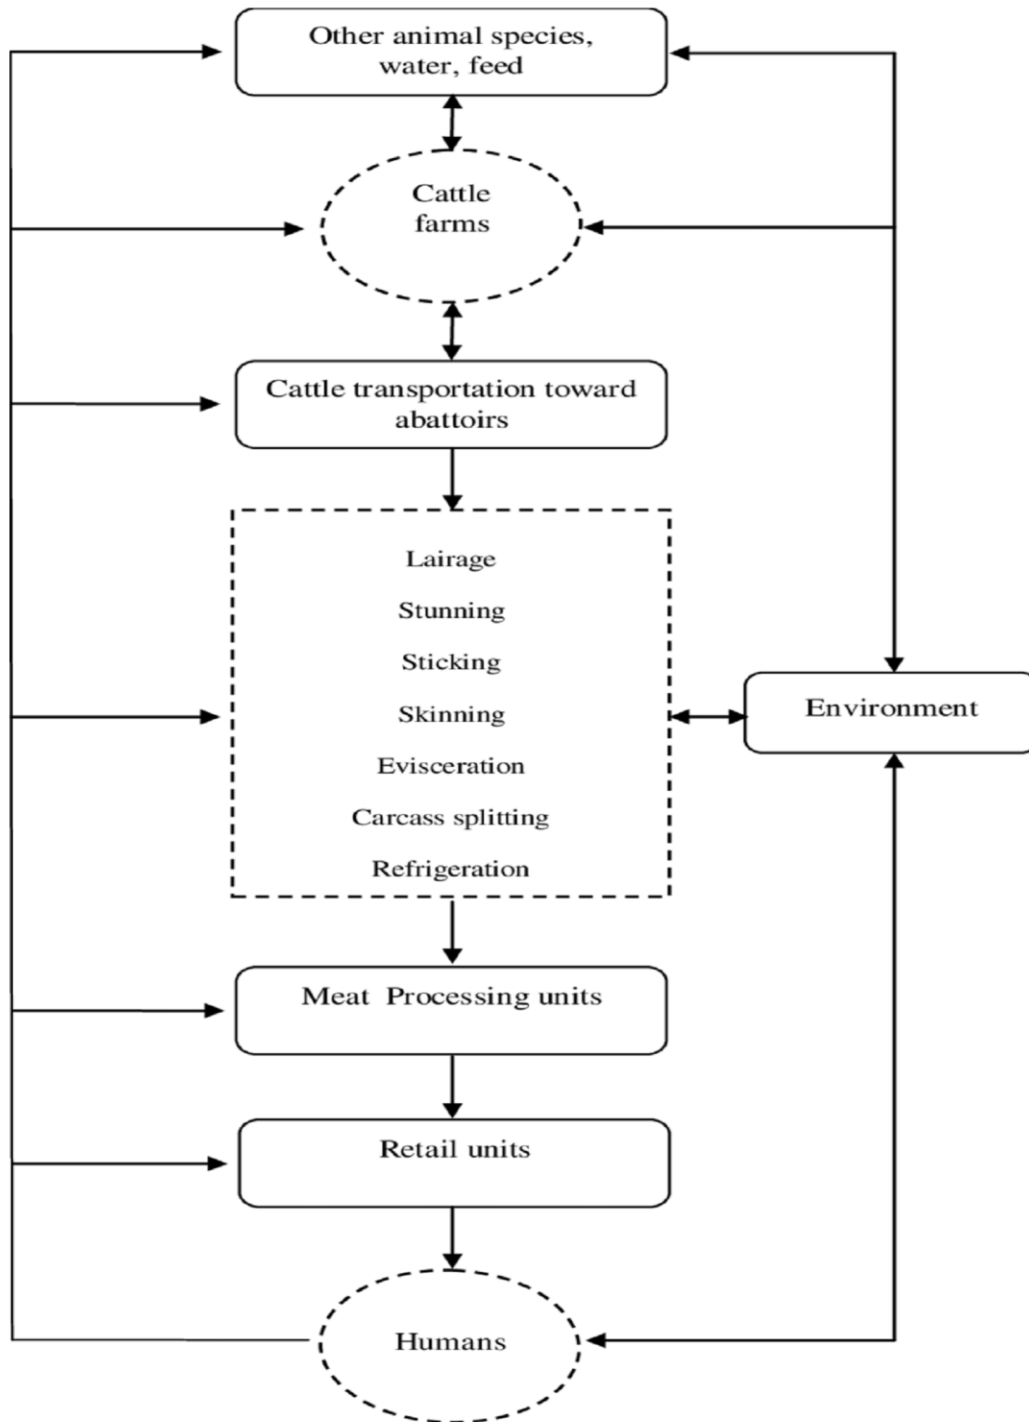 Other animal species,
water, feed
Cattle
farms
Cattle transportation toward
abattoirs
Lairage
Stunning
Sticking
Skinning
Evisceration
Carcass splitting
Refrigeration
Environment
Meat Processing units
Retail units
Humans